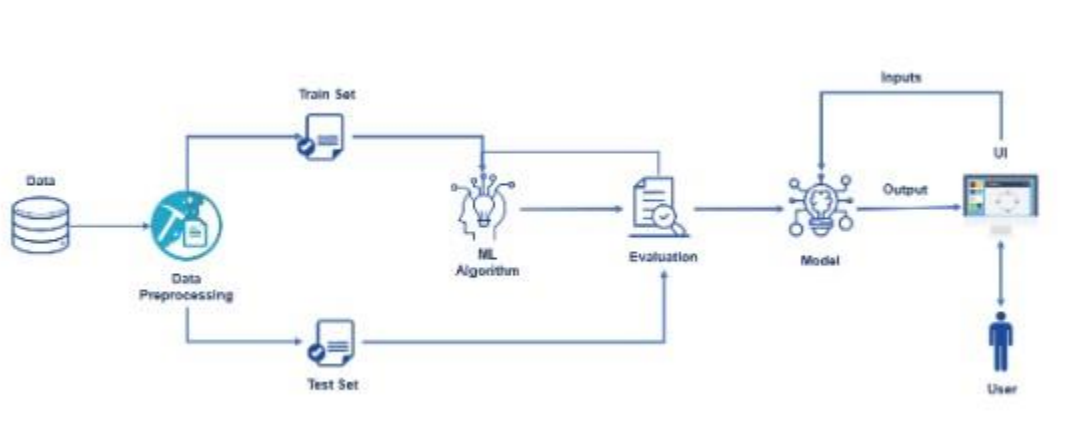 Data
Data
Preprocessing
Train Set
Test Set
ML
Algorithm
Evaluation
Model
Inputs
Output
UI
User